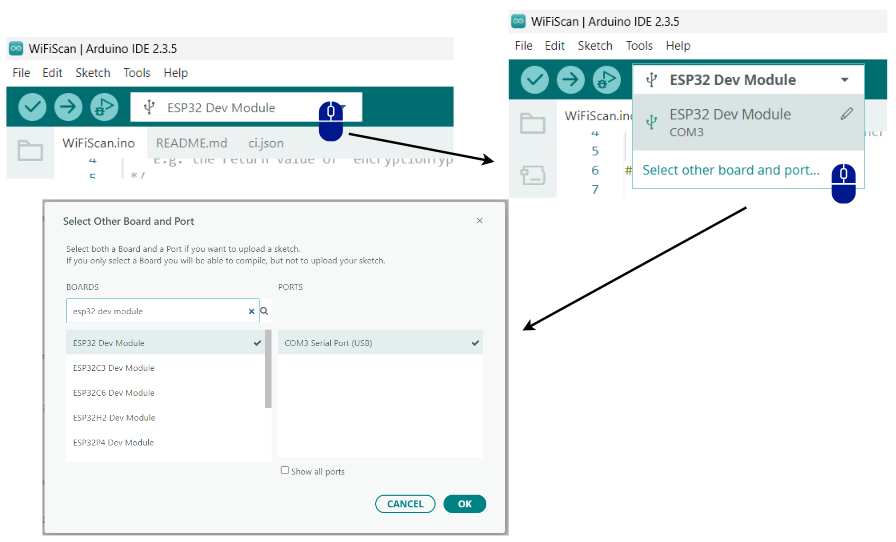 WiFiScan | Arduino IDE 2.3.5
File Edit Sketch Tools Help
ESP32 Dev Module
WiFiScan.ino README.md ci.json
4 E.g. the return value of
5 */
WiFiScan | Arduino IDE 2.3.5
File Edit Sketch Tools Help
ESP32 Dev Module
ESP32 Dev Module
COM3
Select other board and port...
WiFiScan.in
4
5
6 #
7
Select Other Board and Port
Select both a Board and a Port if you want to upload a sketch.
If you only select a Board you will be able to compile, but not to upload your sketch.
BOARDS PORTS
esp32 dev module
ESP32 Dev Module COM3 Serial Port (USB)
ESP32C3 Dev Module
ESP32C6 Dev Module
ESP32H2 Dev Module
ESP32P4 Dev Module
Show all ports
CANCEL OK